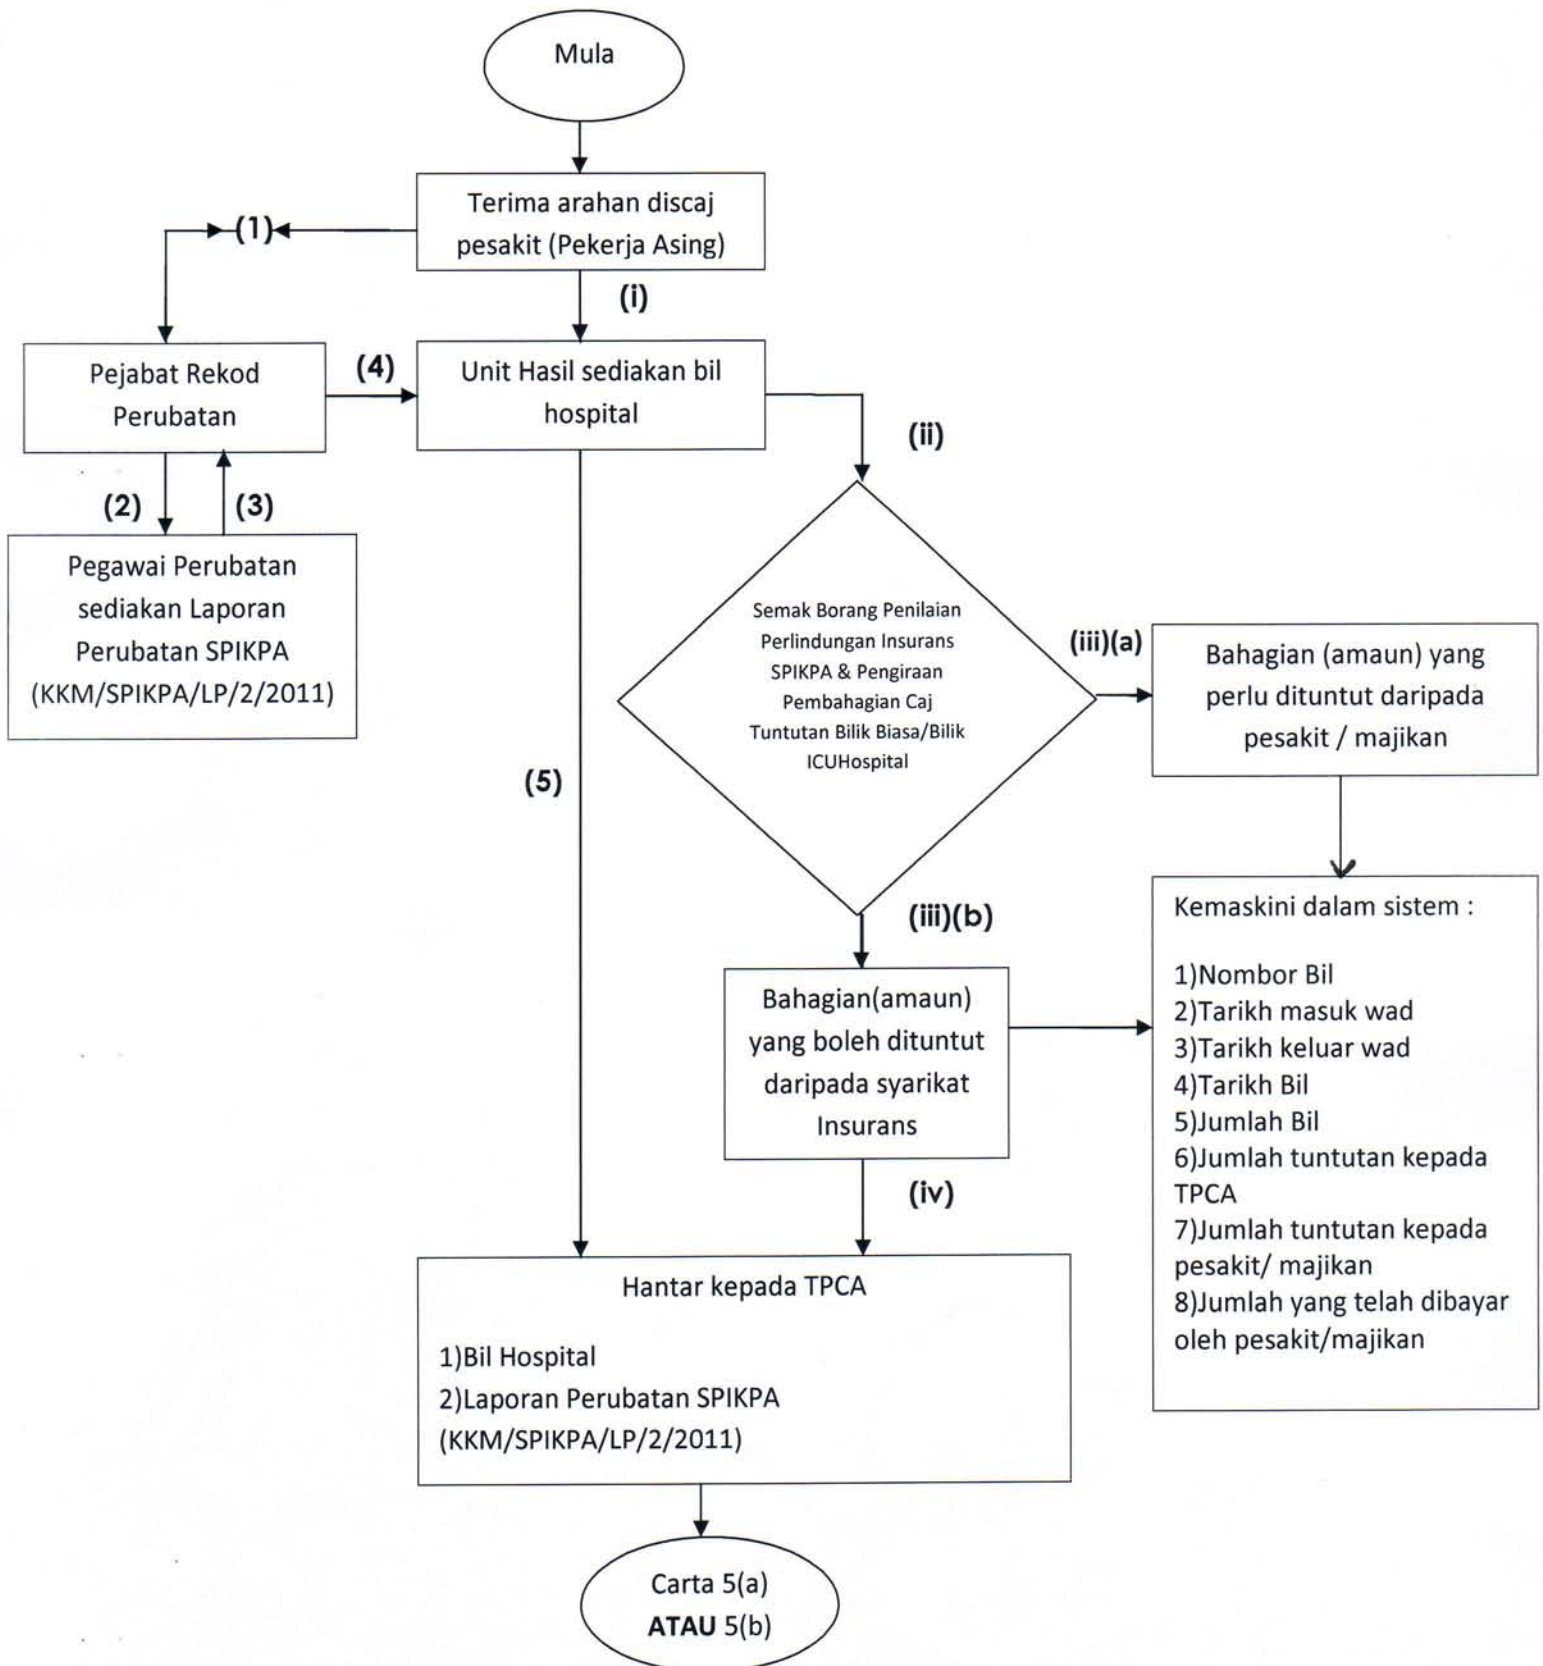 Mula
Terima arahan discaj
pesakit (Pekerja Asing)
(1)
(i)
Pejabat Rekod
Perubatan
(4)
Unit Hasil sediakan bil
hospital
(ii)
(2)
(3)
Pegawai Perubatan
sediakan Laporan
Perubatan SPIKPA
(KKM/SPIKPA/LP/2/2011)
Semak Borang Penilaian
Perlindungan Insurans
SPIKPA & Pengiraan
Pembahagian Caj
Tuntutan Bilik Biasa/Bilik
ICUHospital
(iii)(a)
Bahagian (amaun) yang
perlu dituntut daripada
pesakit / majikan
(5)
(iii)(b)
Bahagian(amaun)
yang boleh dituntut
daripada syarikat
Insurans
Kemaskini dalam sistem :
1)Nombor Bil
2)Tarikh masuk wad
3)Tarikh keluar wad
4)Tarikh Bil
5)Jumlah Bil
6)Jumlah tuntutan kepada
TPCA
7)Jumlah tuntutan kepada
pesakit/ majikan
8)Jumlah yang telah dibayar
oleh pesakit/majikan
(iv)
Hantar kepada TPCA
1)Bil Hospital
2)Laporan Perubatan SPIKPA
(KKM/SPIKPA/LP/2/2011)
Carta 5(a)
ATAU 5(b)